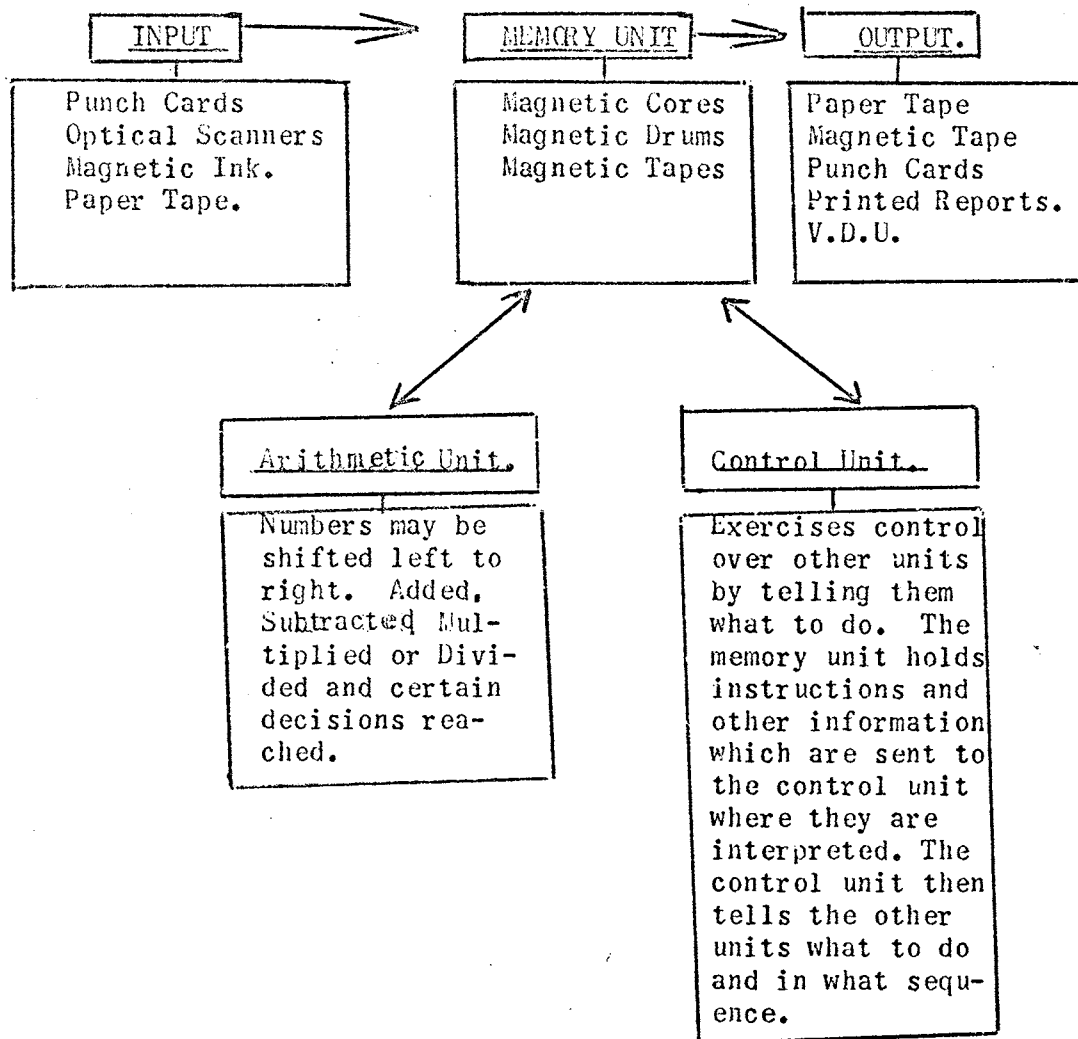 INPUT
MEMORY UNIT
OUTPUT.
Punch Cards
Optical Scanners
Magnetic Ink.
Paper Tape.
Magnetic Cores
Magnetic Drums
Magnetic Tapes
Paper Tape
Magnetic Tape
Punch Cards
Printed Reports.
V.D.U.
Arithmetic Unit.
Numbers may be
shifted left to
right. Added.
Subtracted Mul-
tiplied or Divi-
ded and certain
decisions rea-
ched.
Control Unit.
Exercises control
over other units
by telling them
what to do. The
memory unit holds
instructions and
other information
which are sent to
the control unit
where they are
interpreted. The
control unit then
tells the other
units what to do
and in what sequ-
ence.